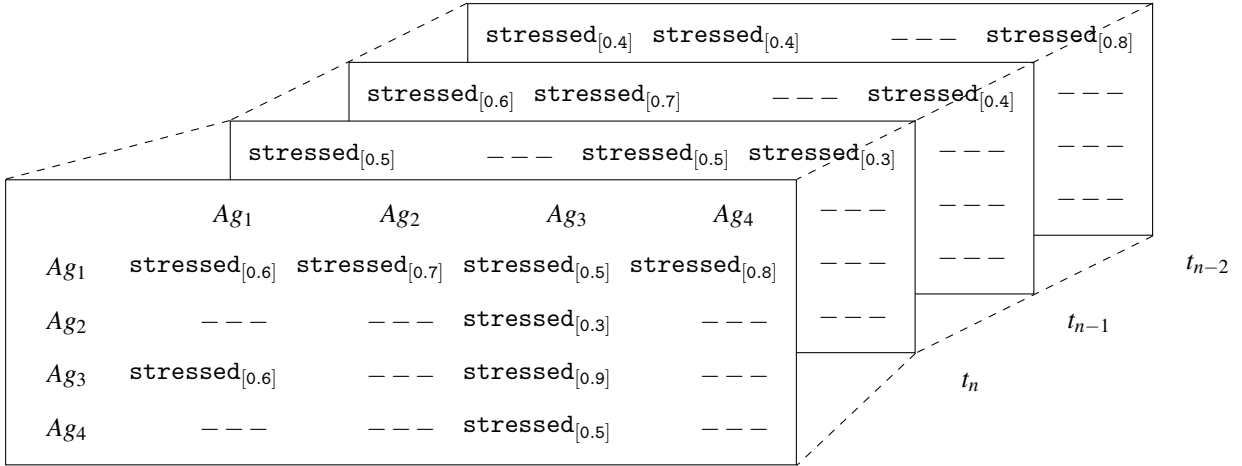 stressed[0.4] stressed[0.4] --- stressed[0.8]
stressed[0.6] stressed[0.7] --- stressed[0.4] ---
stressed[0.5] --- stressed[0.5] stressed[0.3] --- ---
Ag1 Ag2 Ag3 Ag4 --- --- ---
Ag1 stressed[0.6] stressed[0.7] stressed[0.5] stressed[0.8] --- --- tn−2
Ag2 --- --- stressed[0.3] --- --- tn−1
Ag3 stressed[0.6] --- stressed[0.9] --- tn
Ag4 --- --- stressed[0.5] ---